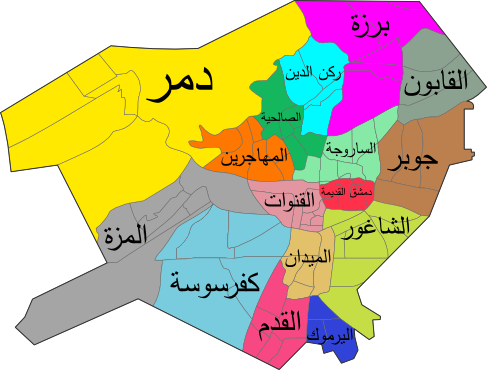 برزة
دمر
ركن الدين
القابون
الصالحية
الساروجة
المهاجرين
جوبر
دمشق القديمة
القنوات
الشاغور
المزة
الميدان
كفرسوسة
القدم
اليرموك